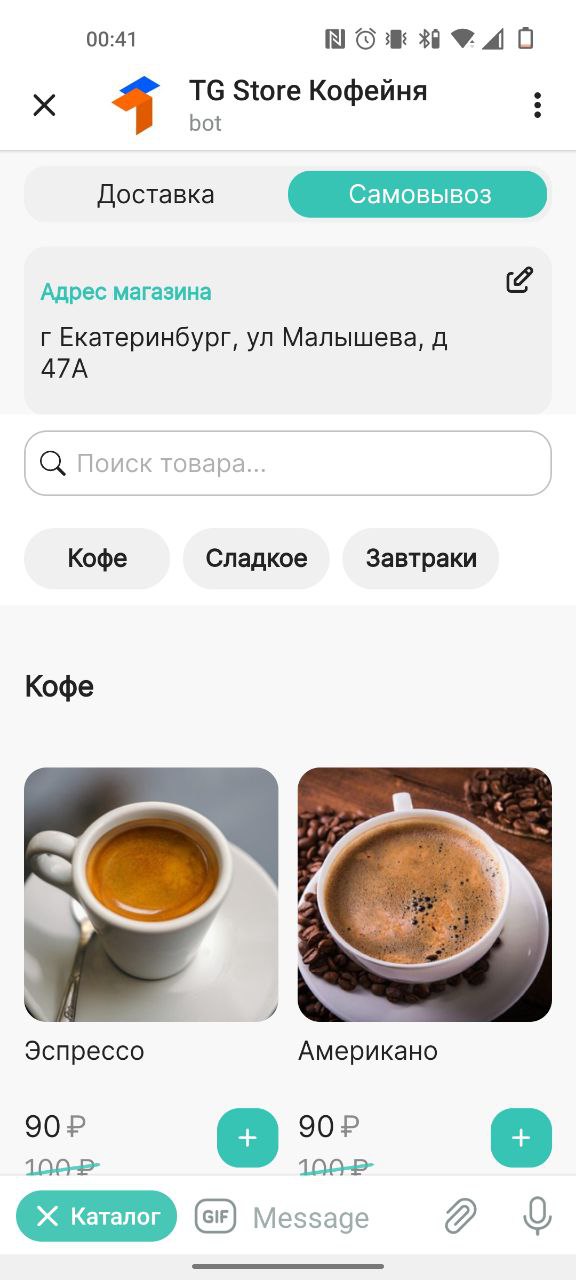 00:41
TG Store Кофейня
bot
Доставка
Самовывоз
Адрес магазина
г Екатеринбург, ул Малышева, д
47А
Поиск товара...
Кофе
Сладкое
Завтраки
Кофе
Эспрессо
Американо
90 ₽
100 ₽
+
90 ₽
100 ₽
+
Каталог
GIF
Message